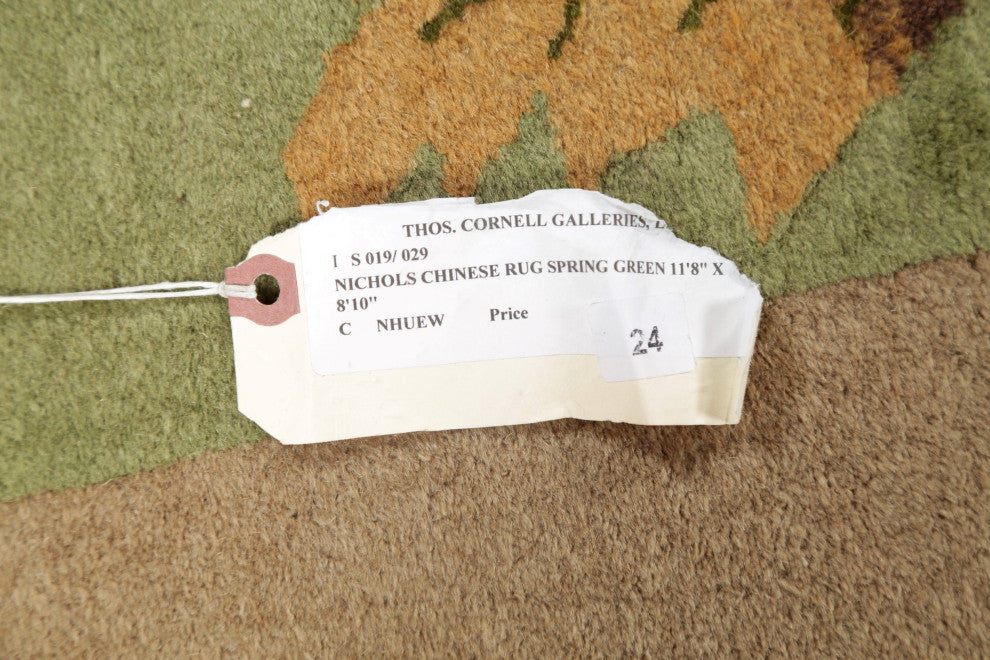 THOS. CORNELL GALLERIES,
I S 019/ 029
NICHOLS CHINESE RUG SPRING GREEN 11'8" X
8'10"
C NHUEW Price
24